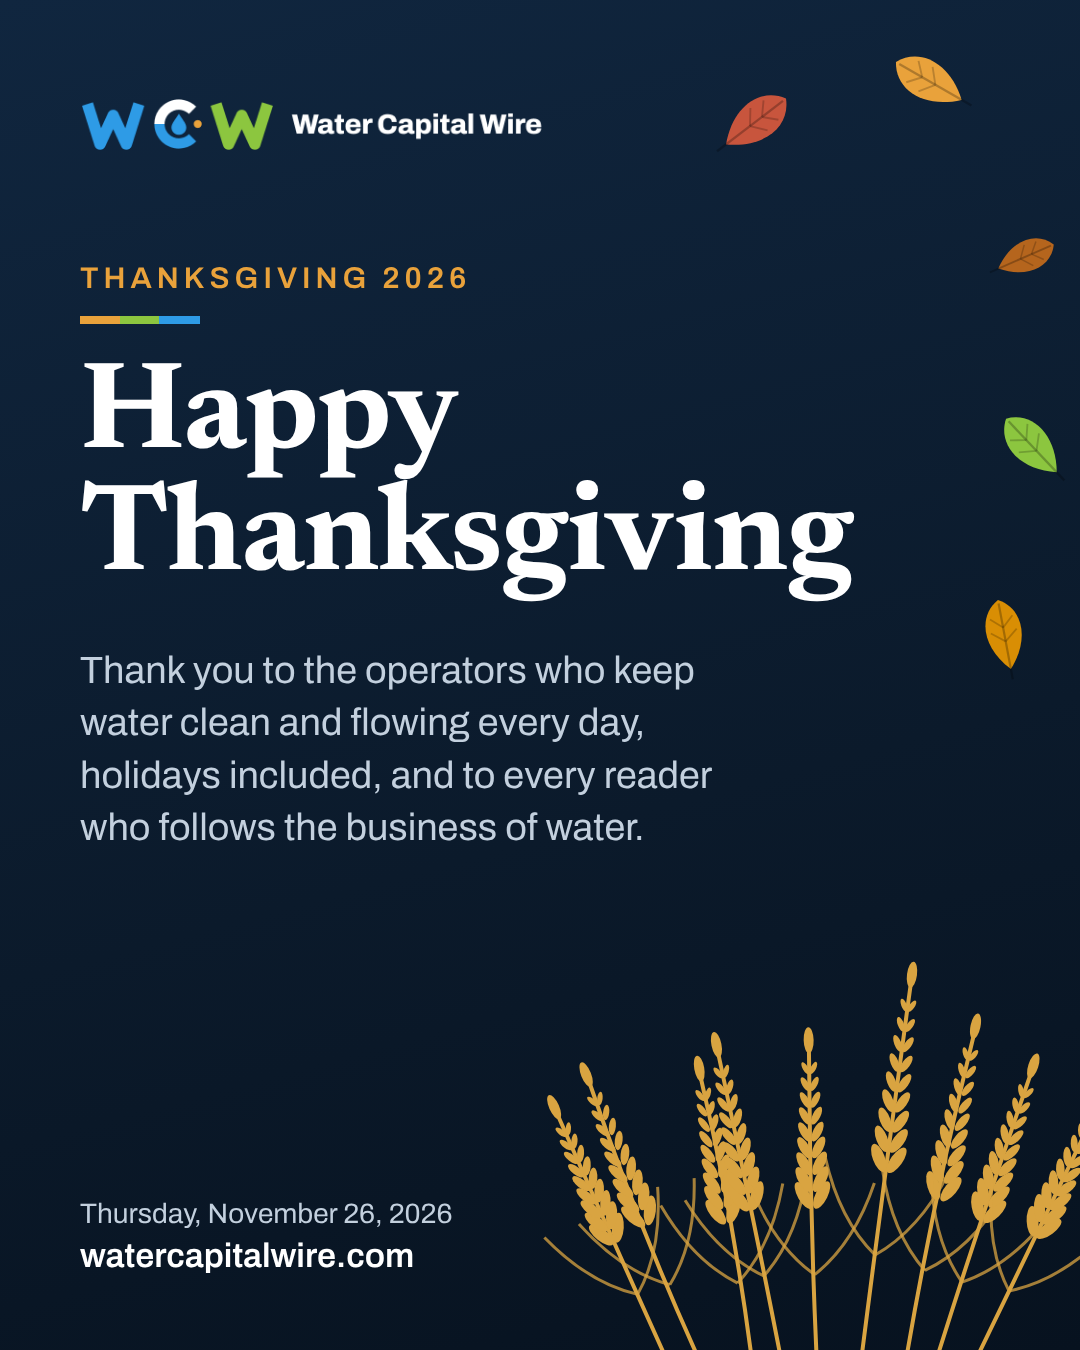 WCW Water Capital Wire
THANKSGIVING 2026
Happy
Thanksgiving
Thank you to the operators who keep
water clean and flowing every day,
holidays included, and to every reader
who follows the business of water.
Thursday, November 26, 2026
watercapitalwire.com